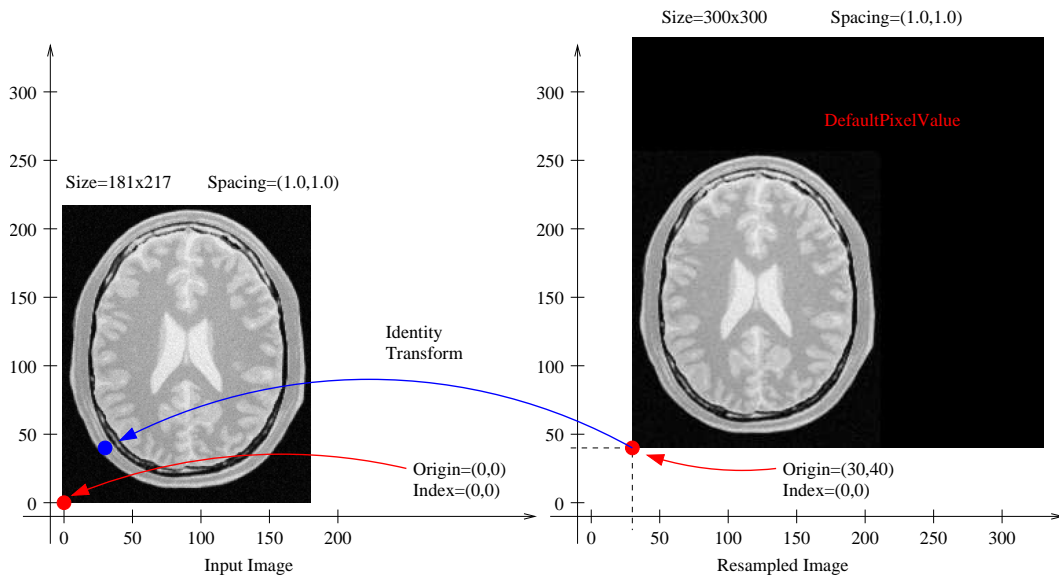 Size=300x300 Spacing=(1.0,1.0)
300
250
200
150
100
50
0
Size=181x217 Spacing=(1.0,1.0)
Identity
Transform
Origin=(0,0)
Index=(0,0)
0 50 100 150 200
Input Image
300
250
200
150
100
50
0
DefaultPixelValue
Origin=(30,40)
Index=(0,0)
0 50 100 150 200 250 300
Resampled Image